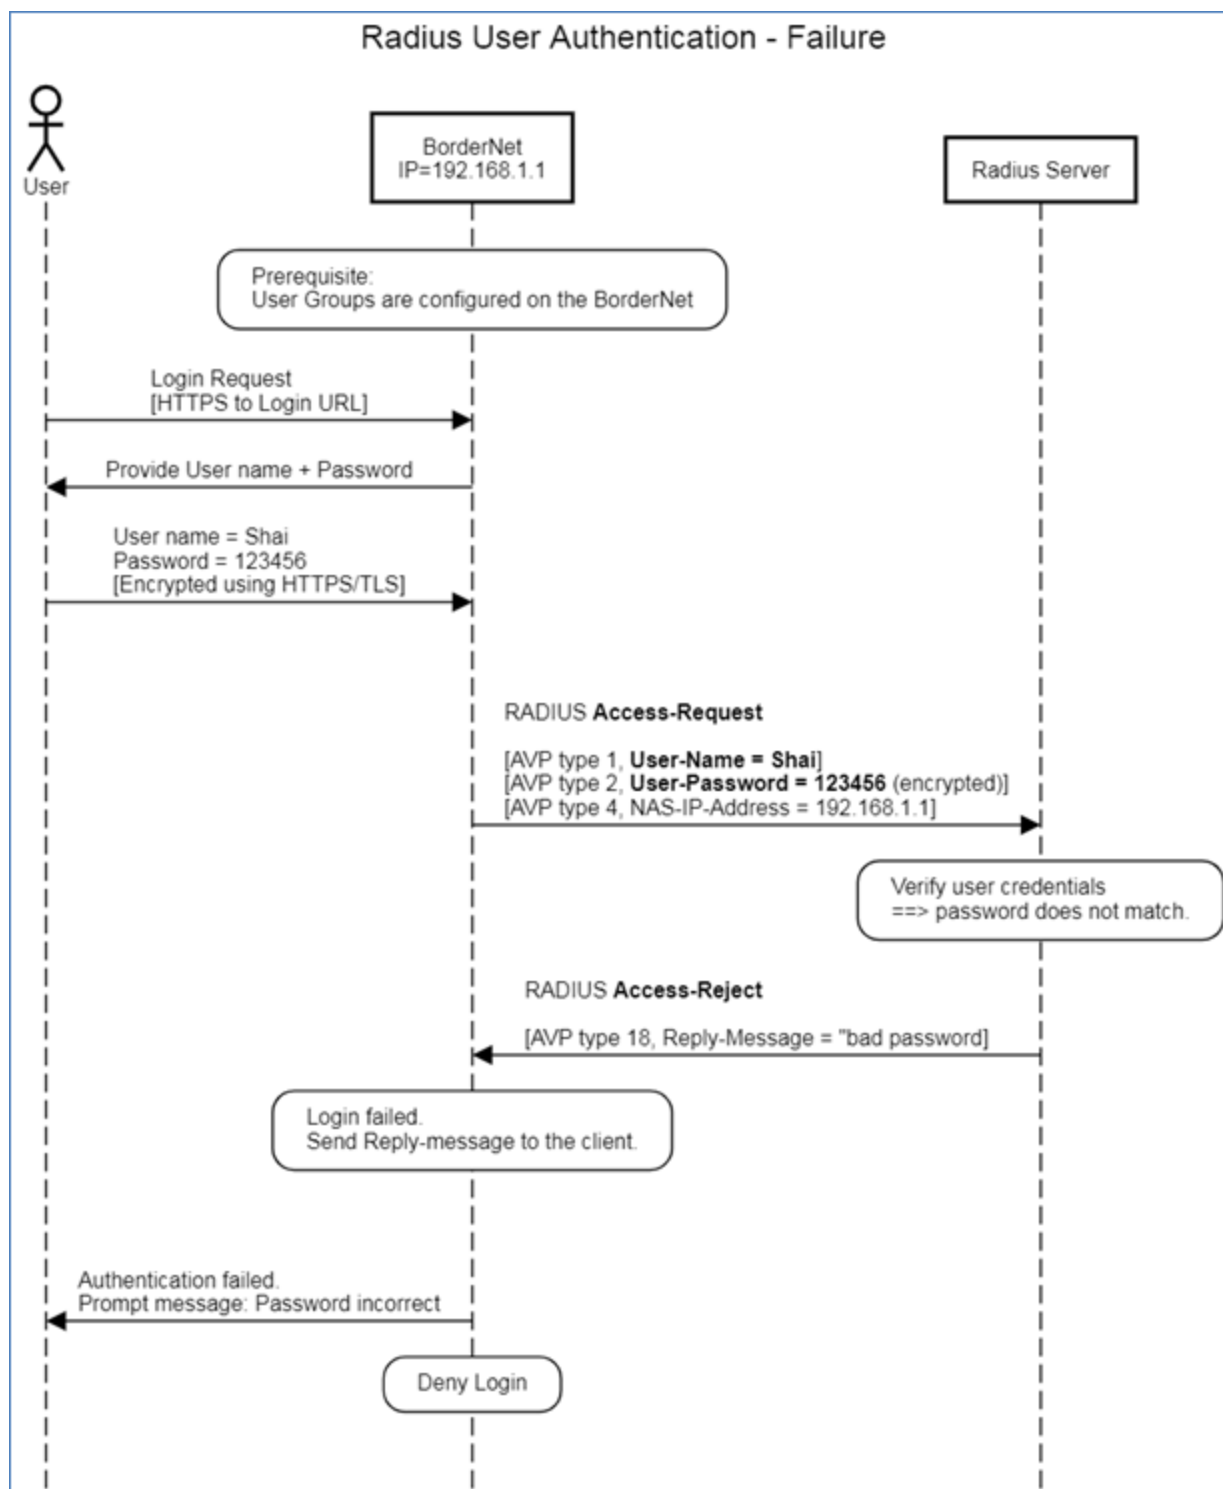 Radius User Authentication - Failure
User
BorderNet
IP=192.168.1.1
Radius Server
Prerequisite:
User Groups are configured on the BorderNet
Login Request
[HTTPS to Login URL]
Provide User name + Password
User name = Shai
Password = 123456
[Encrypted using HTTPS/TLS]
RADIUS Access-Request
[AVP type 1, User-Name = Shai]
[AVP type 2, User-Password = 123456 (encrypted)]
[AVP type 4, NAS-IP-Address = 192.168.1.1]
Verify user credentials
==> password does not match.
RADIUS Access-Reject
[AVP type 18, Reply-Message = "bad password]
Login failed.
Send Reply-message to the client.
Authentication failed.
Prompt message: Password incorrect
Deny Login